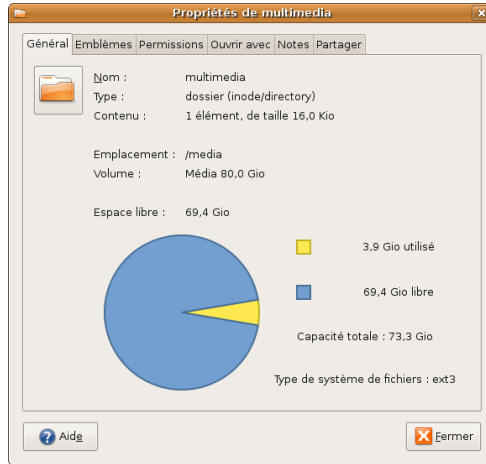 Propriétés de multimedia
Général Emblèmes Permissions Ouvrir avec Notes Partager
Nom : multimedia
Type : dossier (inode/directory)
Contenu : 1 élément, de taille 16,0 Kio
Emplacement : /media
Volume : Média 80,0 Gio
Espace libre : 69,4 Gio
3,9 Gio utilisé
69,4 Gio libre
Capacité totale : 73,3 Gio
Type de système de fichiers : ext3
Aide Fermer